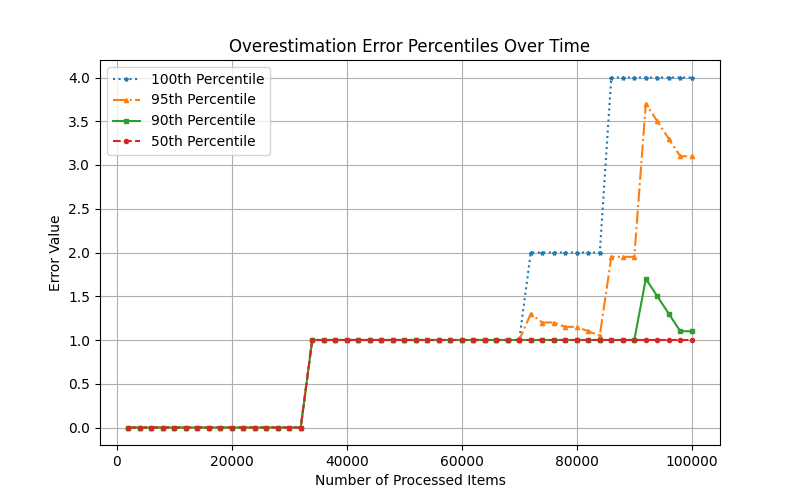 Overestimation Error Percentiles Over Time
100th Percentile
95th Percentile
90th Percentile
50th Percentile
4.0
3.5
3.0
2.5
2.0
1.5
1.0
0.5
0.0
Error Value
0 20000 40000 60000 80000 100000
Number of Processed Items